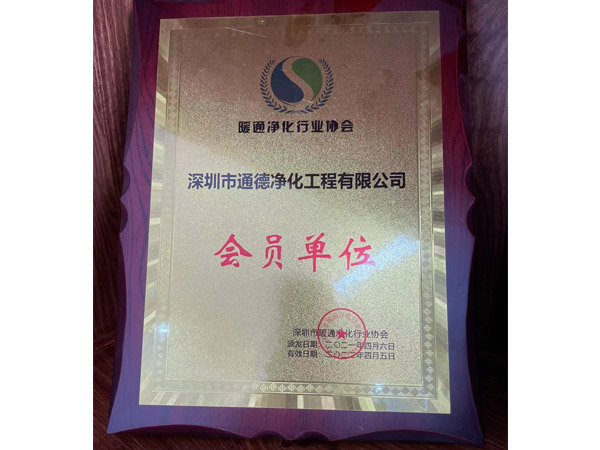 暖通净化行业协会
深圳市通德净化工程有限公司
会员单位
深圳市暖通净化行业协会
颁发日期：二〇二一年四月六日
有效日期：二〇二二年四月五日